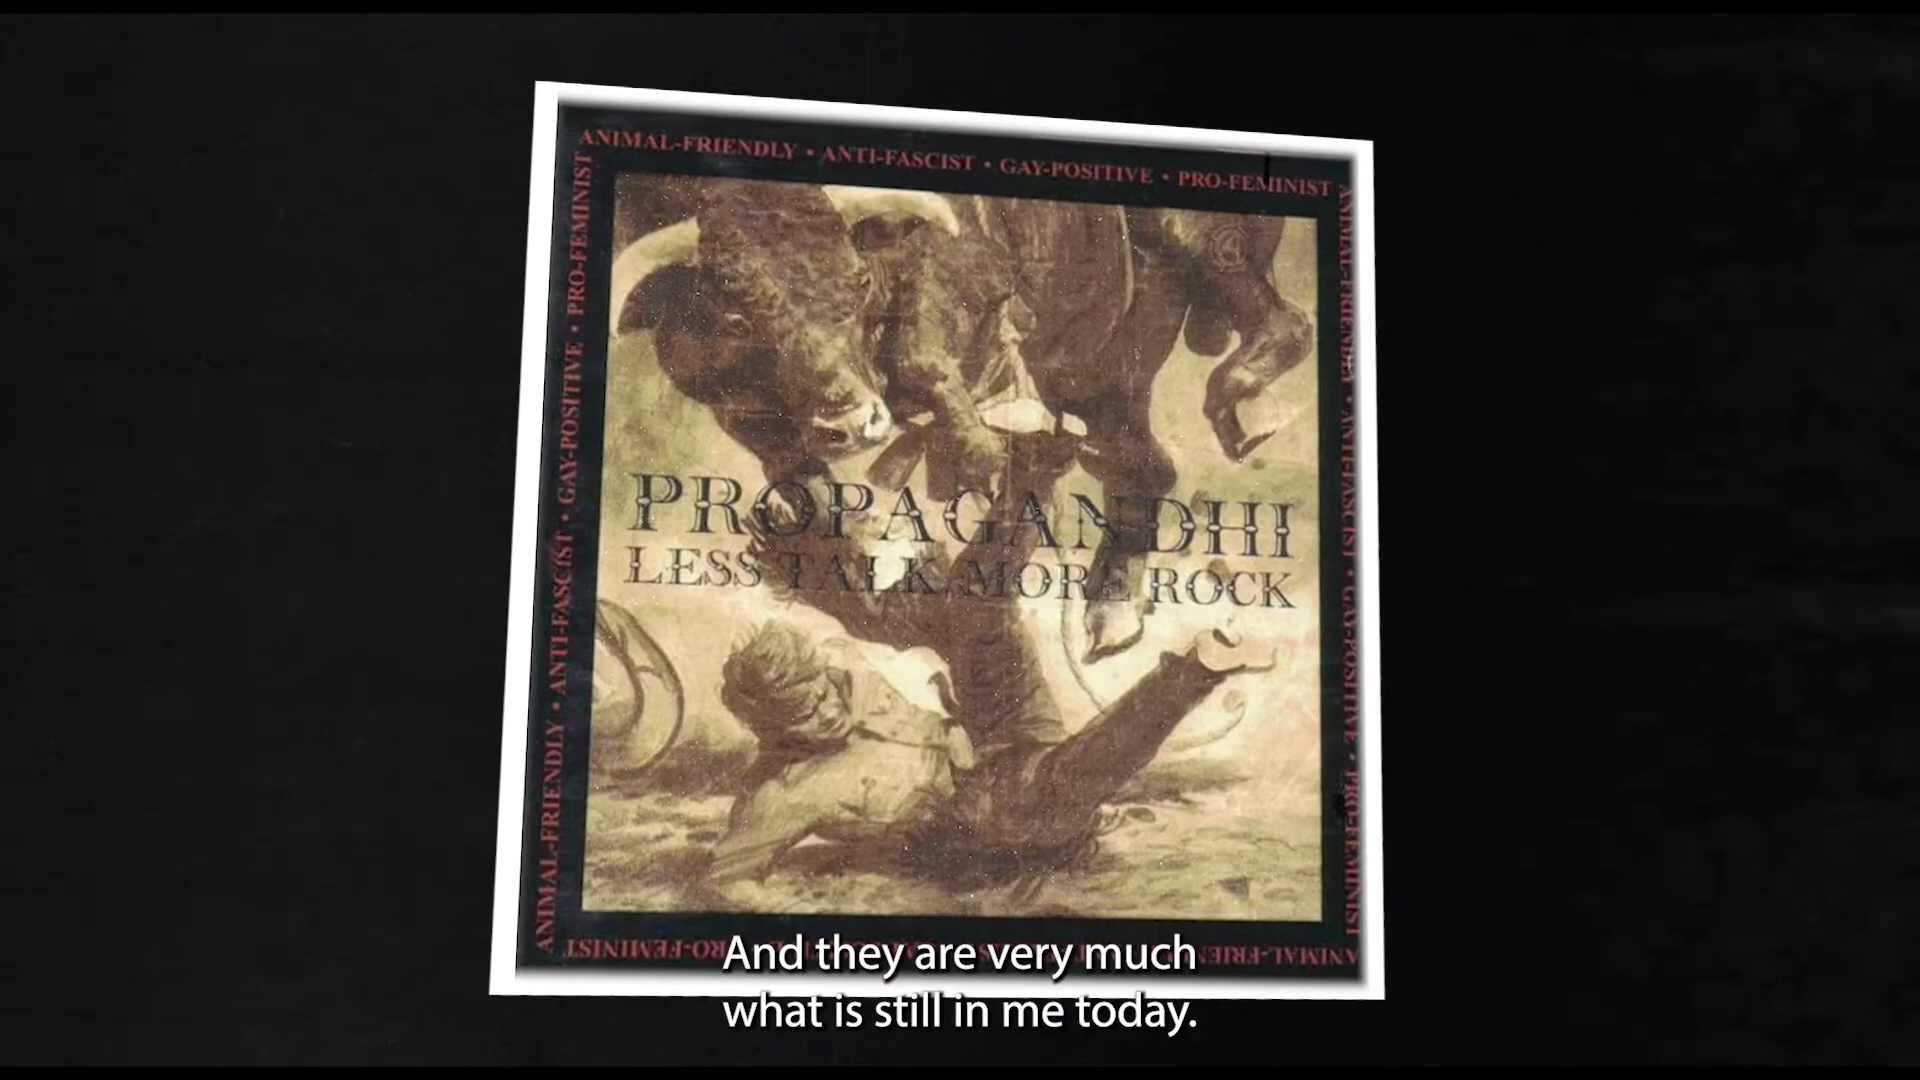 ANIMAL-FRIENDLY • ANTI-FASCIST • GAY-POSITIVE • PRO-FEMINIST
ANIMAL-FRIENDLY • ANTI-FASCIST • GAY-POSITIVE • PRO-FEMINIST
PROPAGANDHI
LESS TALK MORE ROCK
ANIMAL-FRIENDLY • ANTI-FASCIST • GAY-POSITIVE • PRO-FEMINIST
And they are very much
what is still in me today.